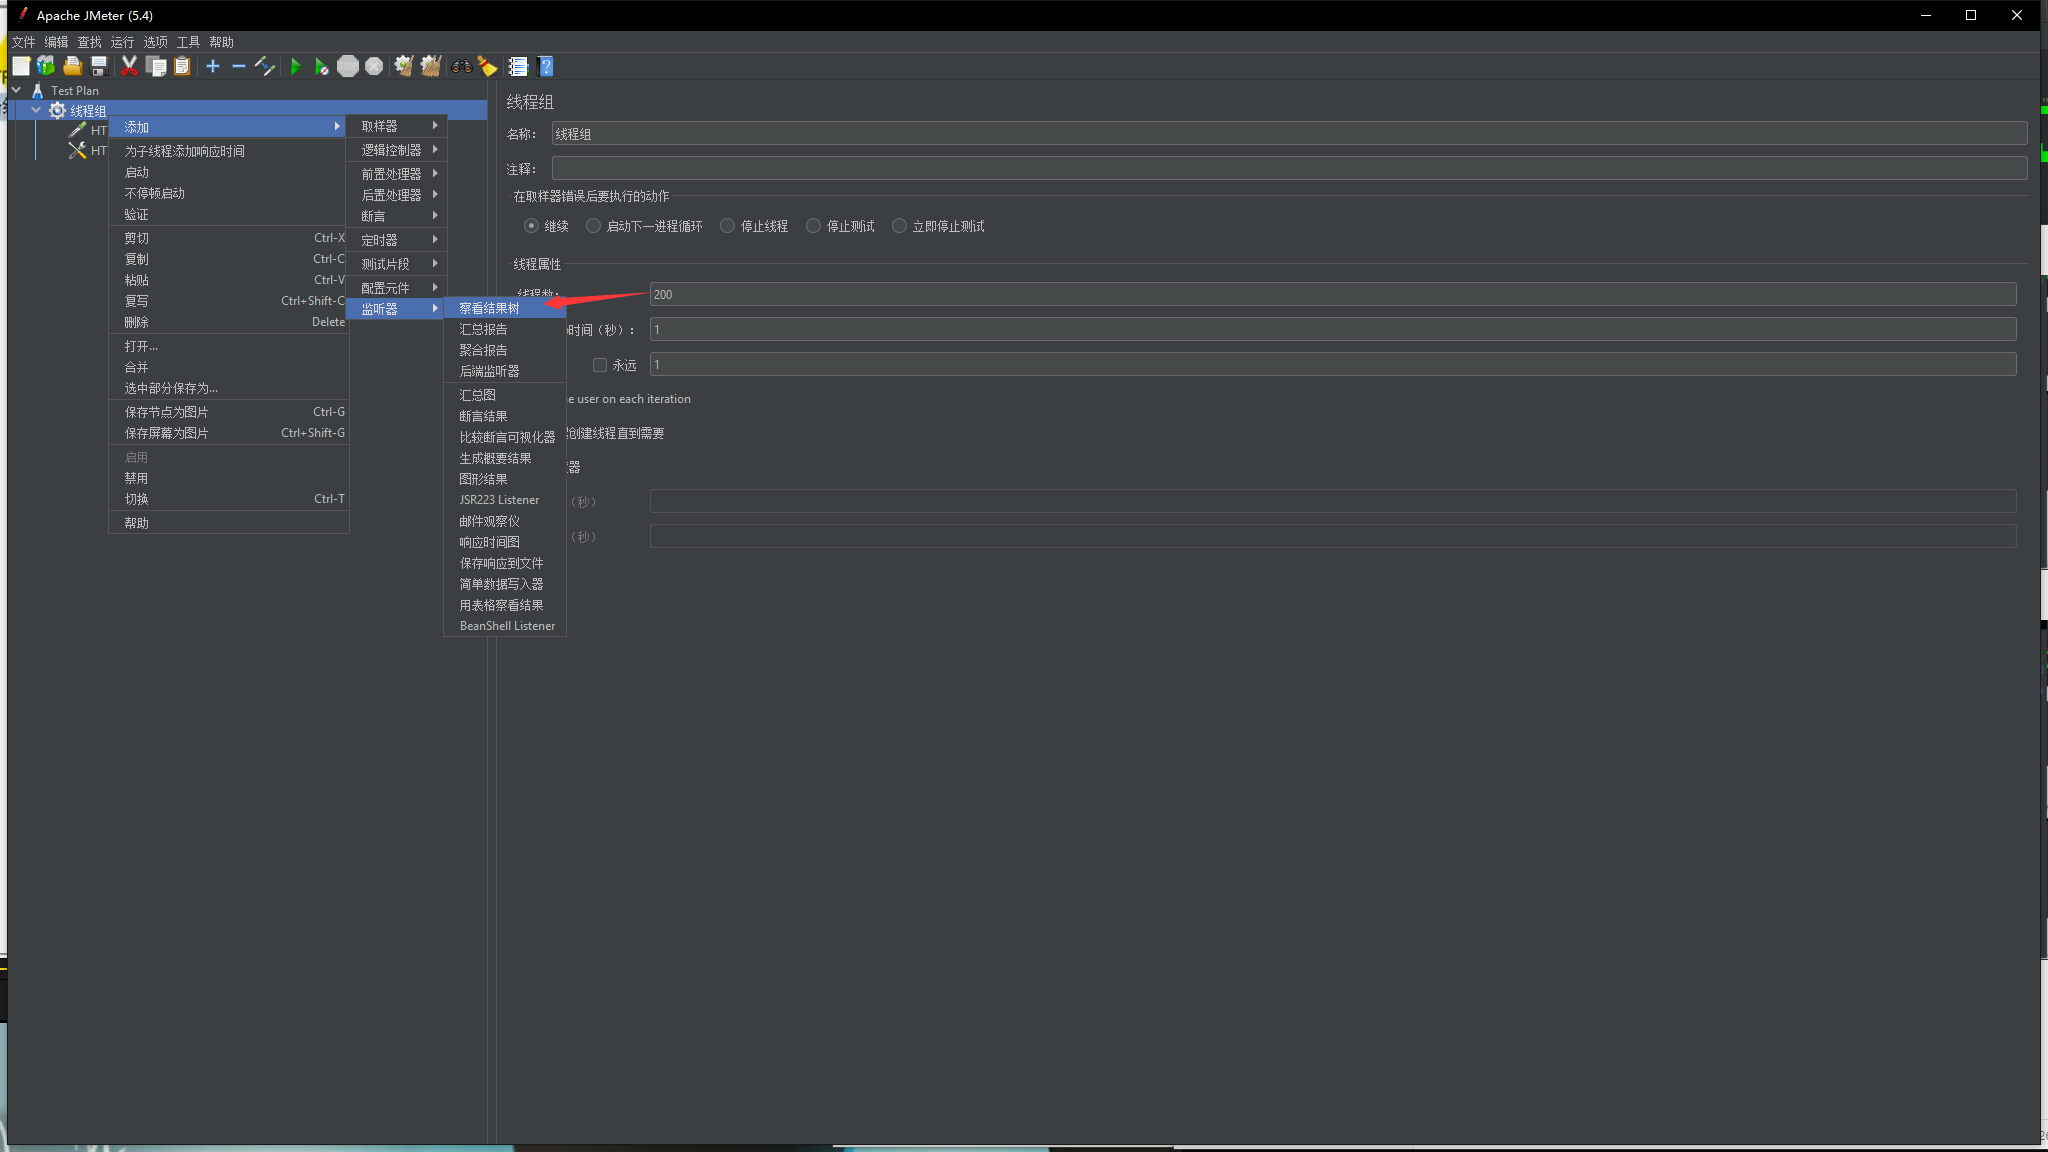 Apache JMeter (5.4)
文件 编辑 查找 运行 选项 工具 帮助
Test Plan
线程组
HT
HT
添加
为子线程添加响应时间
启动
不停顿启动
验证
剪切 Ctrl-X
复制 Ctrl-C
粘贴 Ctrl-V
复写 Ctrl+Shift-C
删除 Delete
打开...
合并
选中部分保存为...
保存节点为图片 Ctrl-G
保存屏幕为图片 Ctrl+Shift-G
启用
禁用
切换 Ctrl-T
帮助
取样器
逻辑控制器
前置处理器
后置处理器
断言
定时器
测试片段
配置元件
监听器
察看结果树
汇总报告
聚合报告
后端监听器
汇总图
断言结果
比较断言可视化器
生成概要结果
图形结果
JSR223 Listener
邮件观察仪
响应时间图
保存响应到文件
简单数据写入器
用表格察看结果
BeanShell Listener
线程组
名称： 线程组
注释：
在取样器错误后要执行的动作
继续 启动下一进程循环 停止线程 停止测试 立即停止测试
线程属性
线程数： 200
时间（秒）： 1
永远 1
e user on each iteration
创建线程直到需要
器
（秒）
（秒）